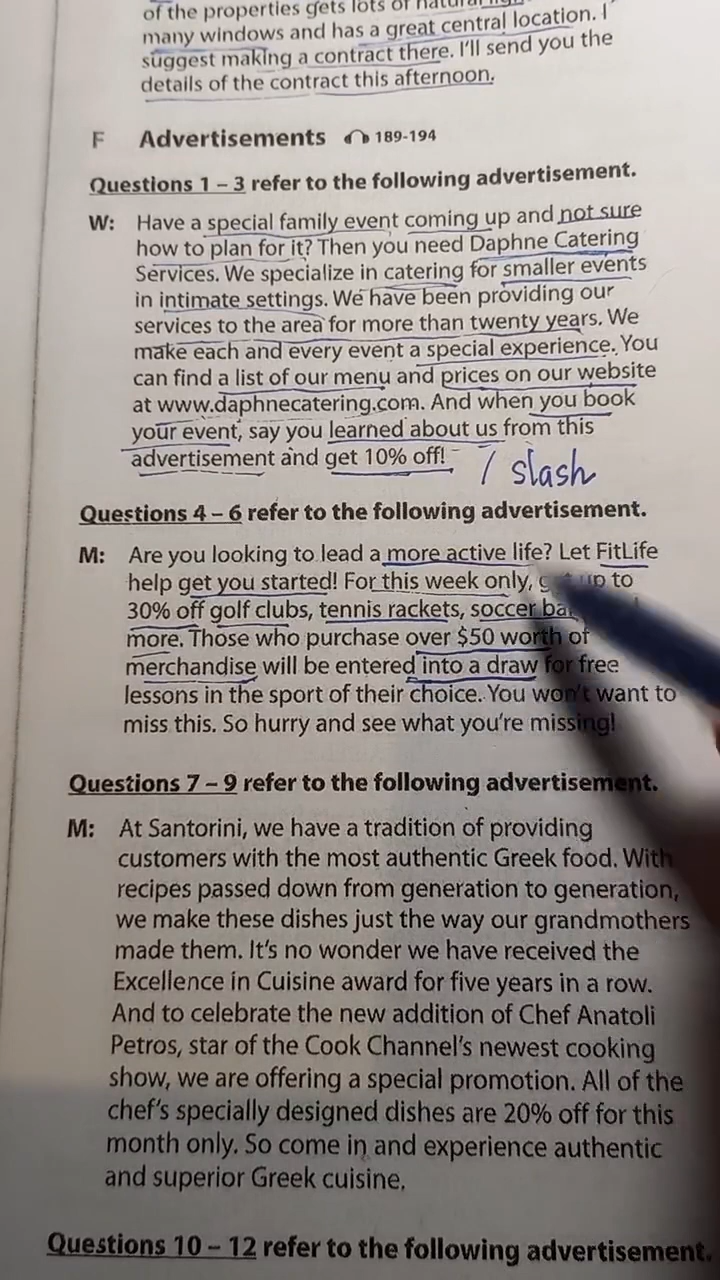 of the properties gets lots of natural
many windows and has a great central location. I
suggest making a contract there. I'll send you the
details of the contract this afternoon.
F Advertisements 189-194
Questions 1 – 3 refer to the following advertisement.
W: Have a special family event coming up and not sure
how to plan for it? Then you need Daphne Catering
Services. We specialize in catering for smaller events
in intimate settings. We have been providing our
services to the area for more than twenty years. We
make each and every event a special experience. You
can find a list of our menu and prices on our website
at www.daphnecatering.com. And when you book
your event, say you learned about us from this
advertisement and get 10% off!
/ slash
Questions 4 – 6 refer to the following advertisement.
M: Are you looking to lead a more active life? Let FitLife
help get you started! For this week only, get up to
30% off golf clubs, tennis rackets, soccer
more. Those who purchase over $50 worth of
merchandise will be entered into a draw for free
lessons in the sport of their choice. You won't want to
miss this. So hurry and see what you're missing!
Questions 7 – 9 refer to the following advertisement.
M: At Santorini, we have a tradition of providing
customers with the most authentic Greek food. With
recipes passed down from generation to generation,
we make these dishes just the way our grandmothers
made them. It's no wonder we have received the
Excellence in Cuisine award for five years in a row.
And to celebrate the new addition of Chef Anatoli
Petros, star of the Cook Channel's newest cooking
show, we are offering a special promotion. All of the
chef's specially designed dishes are 20% off for this
month only. So come in and experience authentic
and superior Greek cuisine.
Questions 10 – 12 refer to the following advertisement.